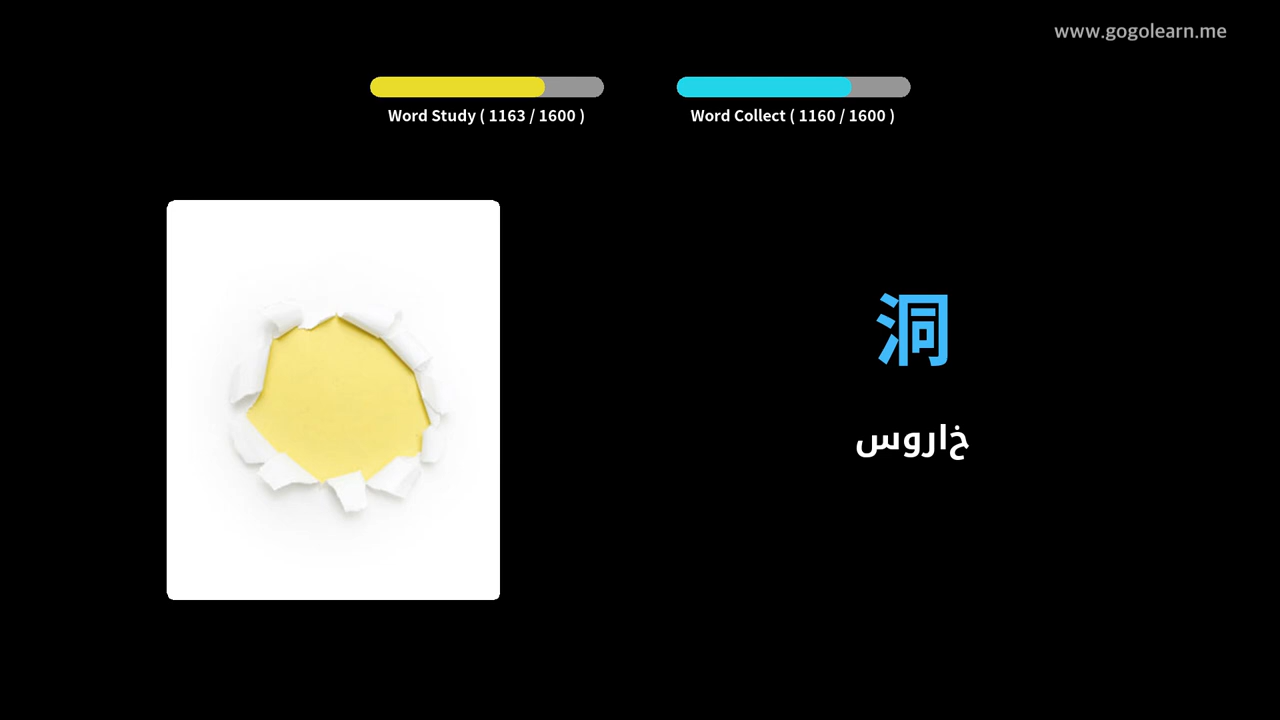 www.gogolearn.me
Word Study ( 1163 / 1600 )
Word Collect ( 1160 / 1600 )
洞
خاروس